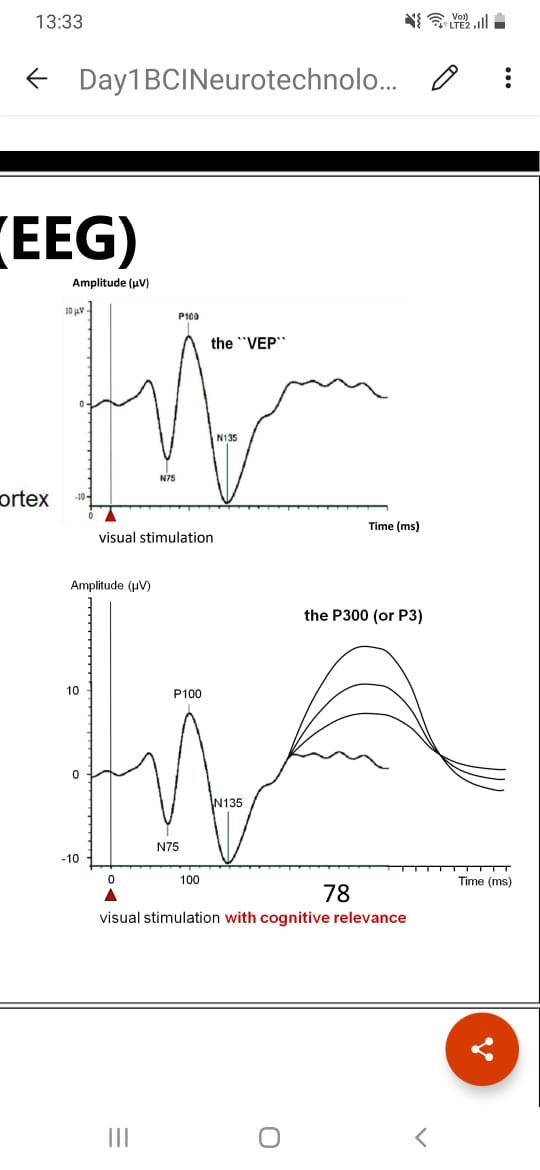 13:33
Vo))
LTE2
Day1BCINeurotechnolo...
(EEG)
Amplitude (µV)
10 µV
P100
the ``VEP``
0
N135
N75
ortex
-10
0
Time (ms)
visual stimulation
Amplitude (µV)
the P300 (or P3)
10
P100
0
N135
N75
-10
0
100
Time (ms)
78
visual stimulation with cognitive relevance